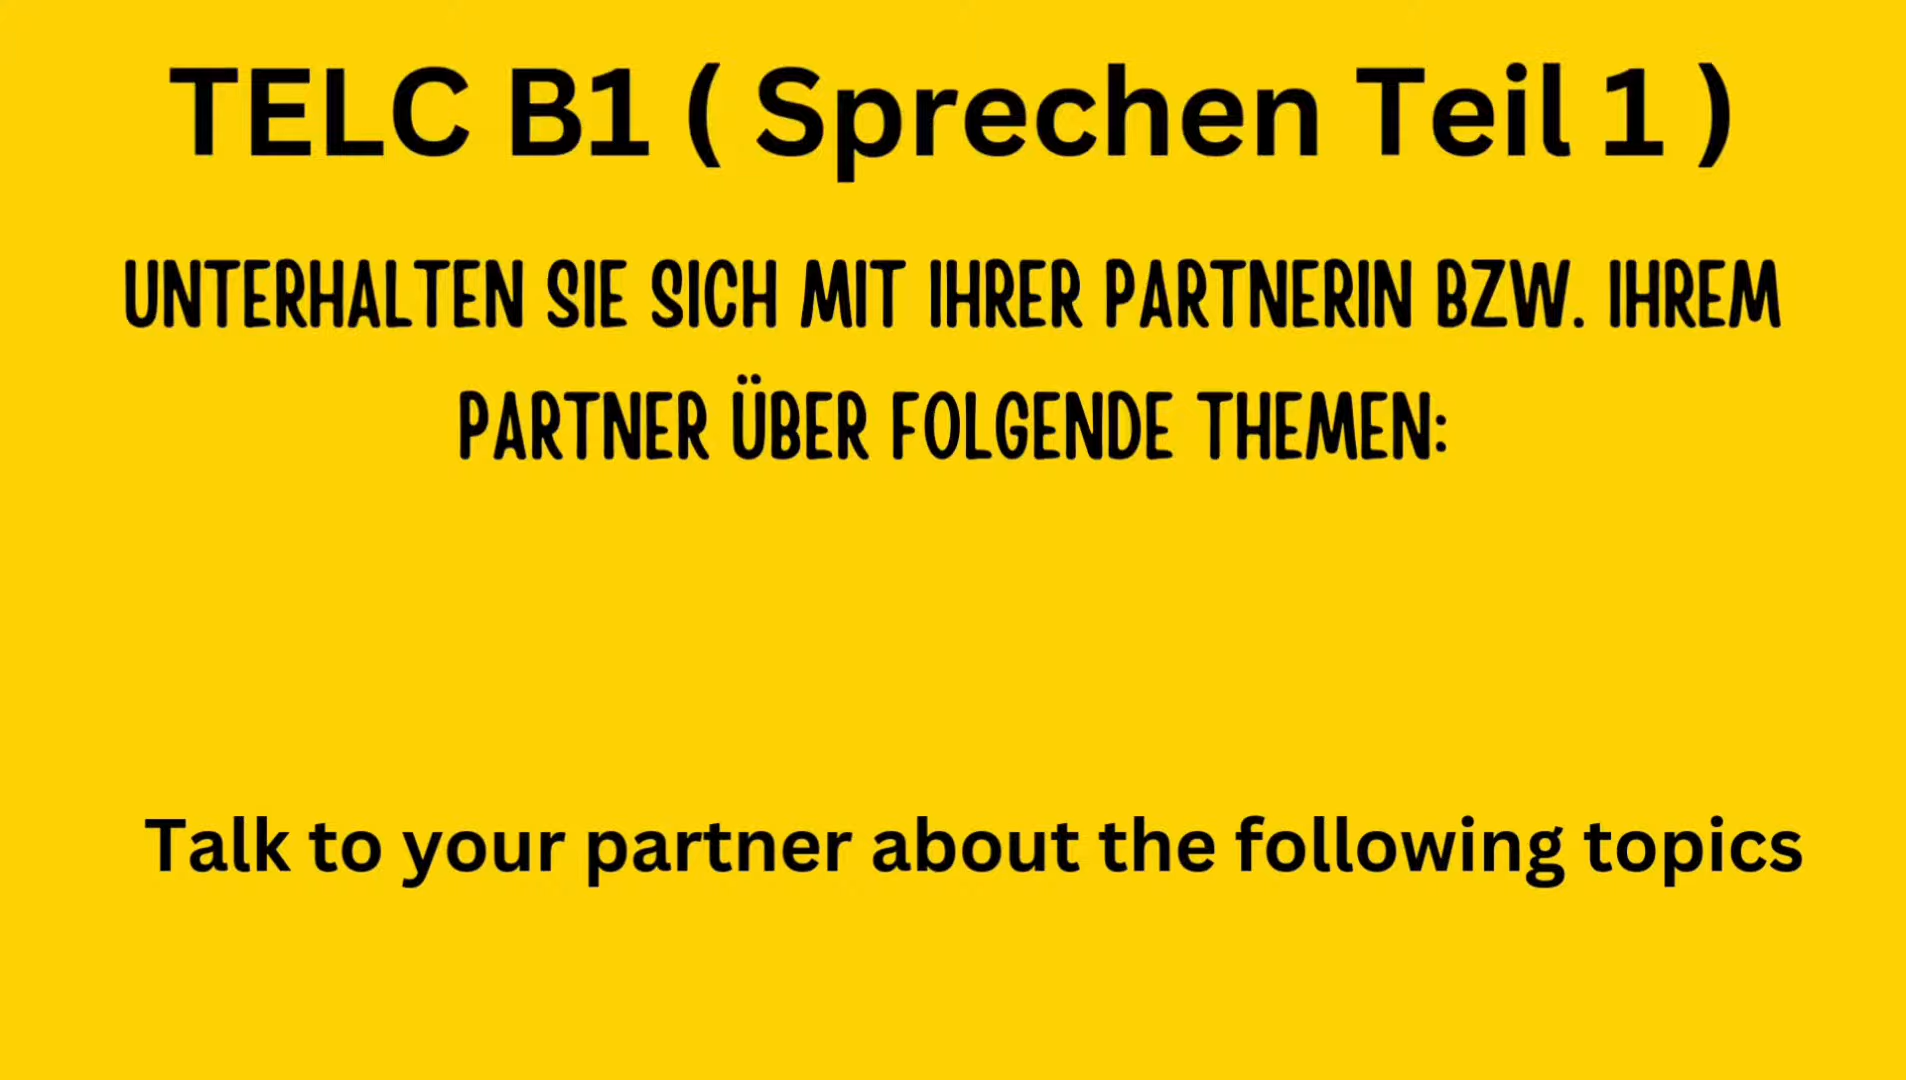 TELC B1 ( Sprechen Teil 1 )
UNTERHALTEN SIE SICH MIT IHRER PARTNERIN BZW. IHREM
PARTNER ÜBER FOLGENDE THEMEN:
Talk to your partner about the following topics